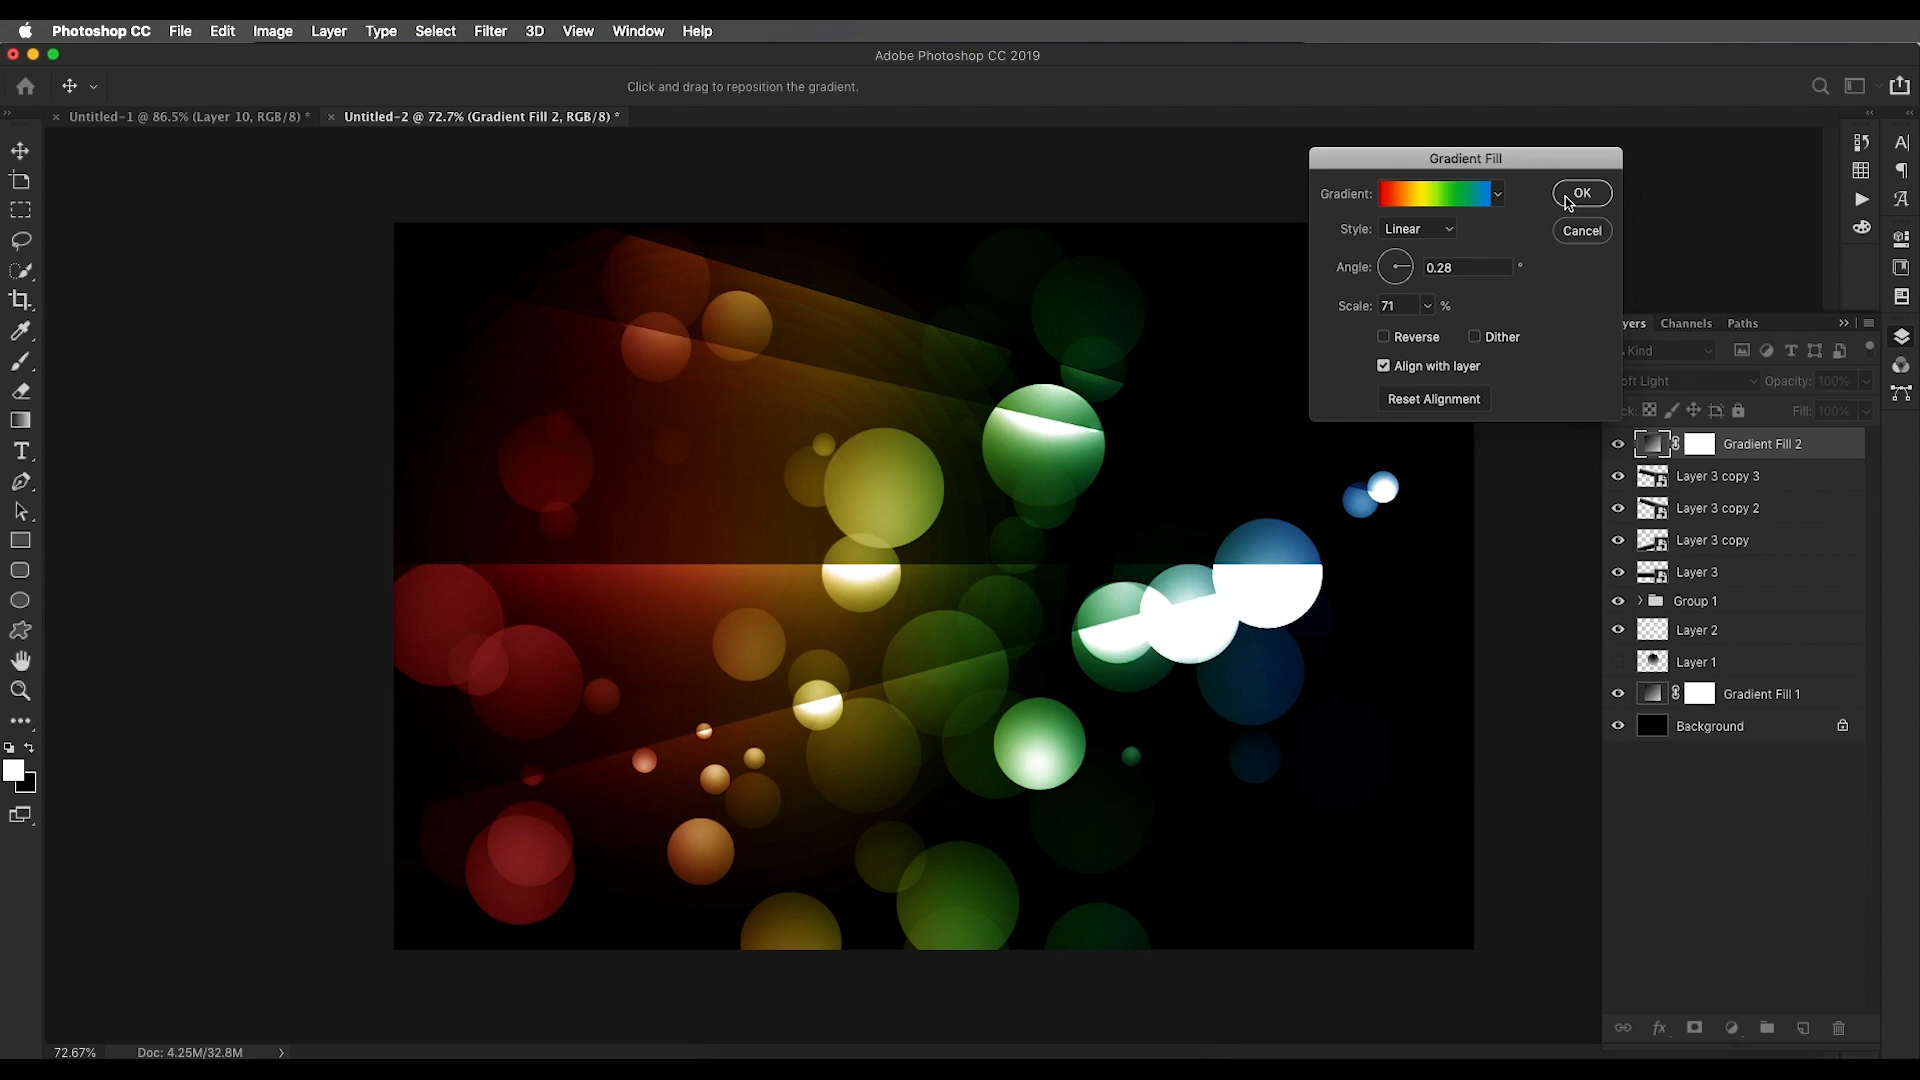 Photoshop CC File Edit Image Layer Type Select Filter 3D View Window Help
Adobe Photoshop CC 2019
Click and drag to reposition the gradient.
× Untitled-1 @ 86.5% (Layer 10, RGB/8) * × Untitled-2 @ 72.7% (Gradient Fill 2, RGB/8) *
Gradient Fill
Gradient: OK
Style: Linear Cancel
Angle: 0.28 °
Scale: 71 %
Reverse Dither
Align with layer
Reset Alignment
yers Channels Paths
Kind
oft Light Opacity: 100%
ck: Fill: 100%
Gradient Fill 2
Layer 3 copy 3
Layer 3 copy 2
Layer 3 copy
Layer 3
Group 1
Layer 2
Layer 1
Gradient Fill 1
Background
fx
72.67% Doc: 4.25M/32.8M